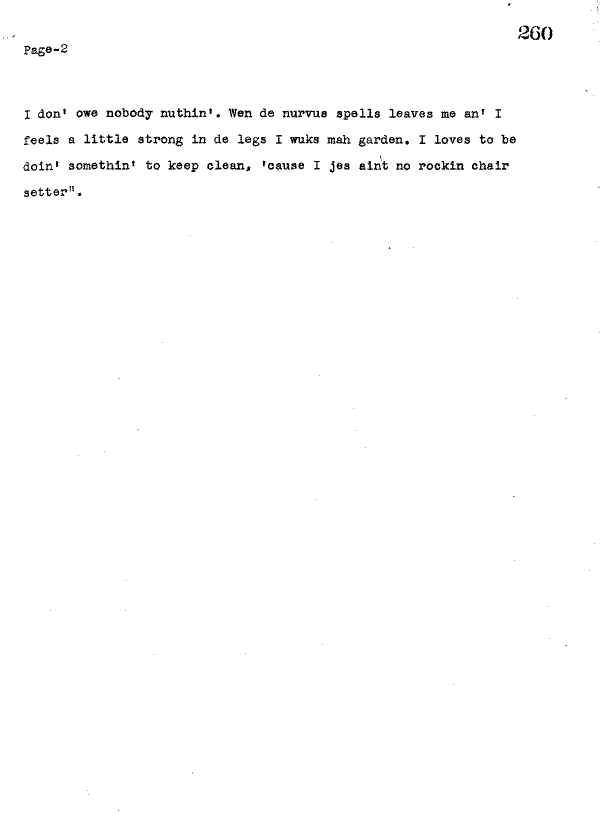 260
Page-2
I don' owe nobody nuthin'. Wen de nurvus spells leaves me an' I
feels a little strong in de legs I wuks mah garden. I loves to be
doin' somethin' to keep clean, 'cause I jes ain't no rockin chair
setter".